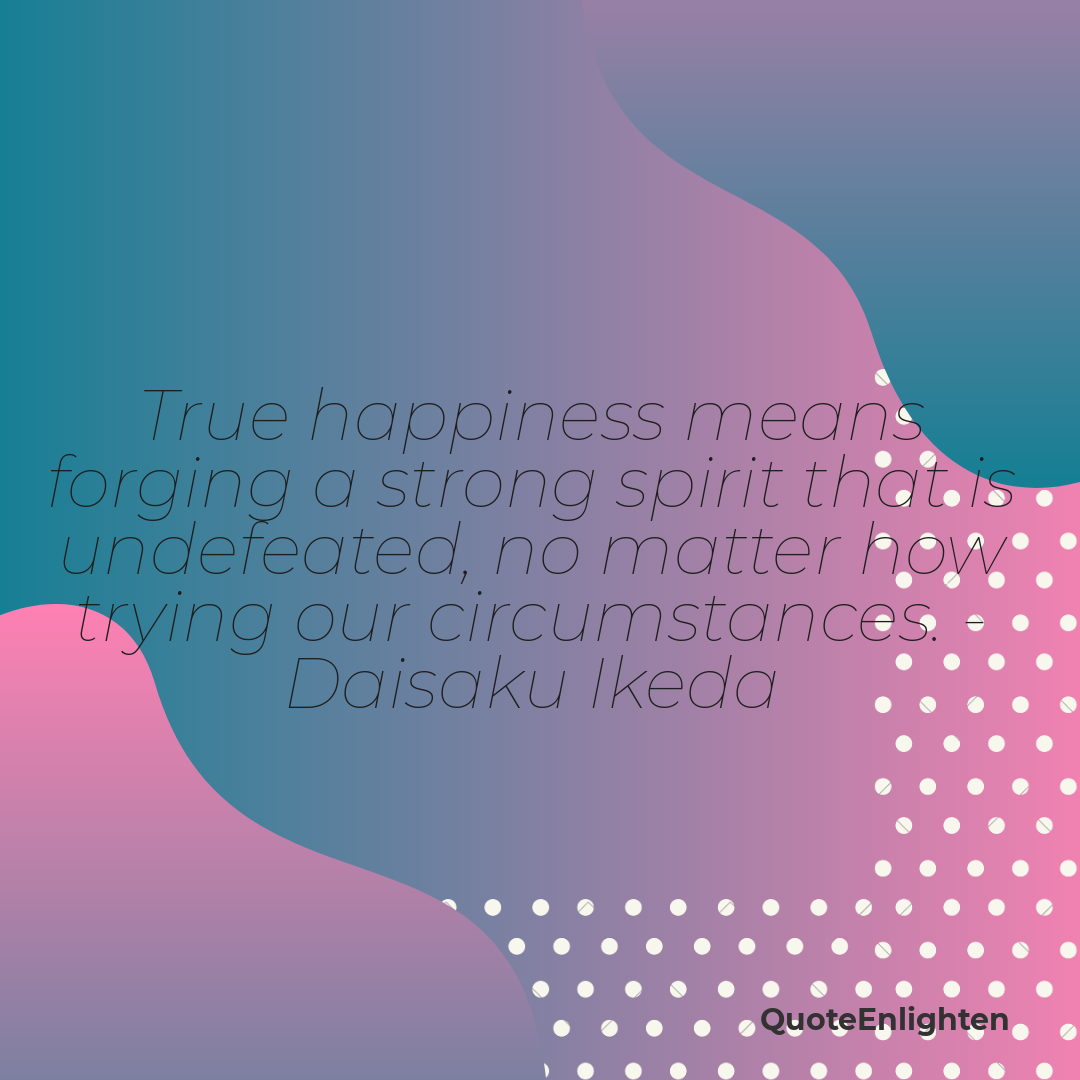 True happiness means
forging a strong spirit that is
undefeated, no matter how
trying our circumstances. -
Daisaku Ikeda
QuoteEnlighten